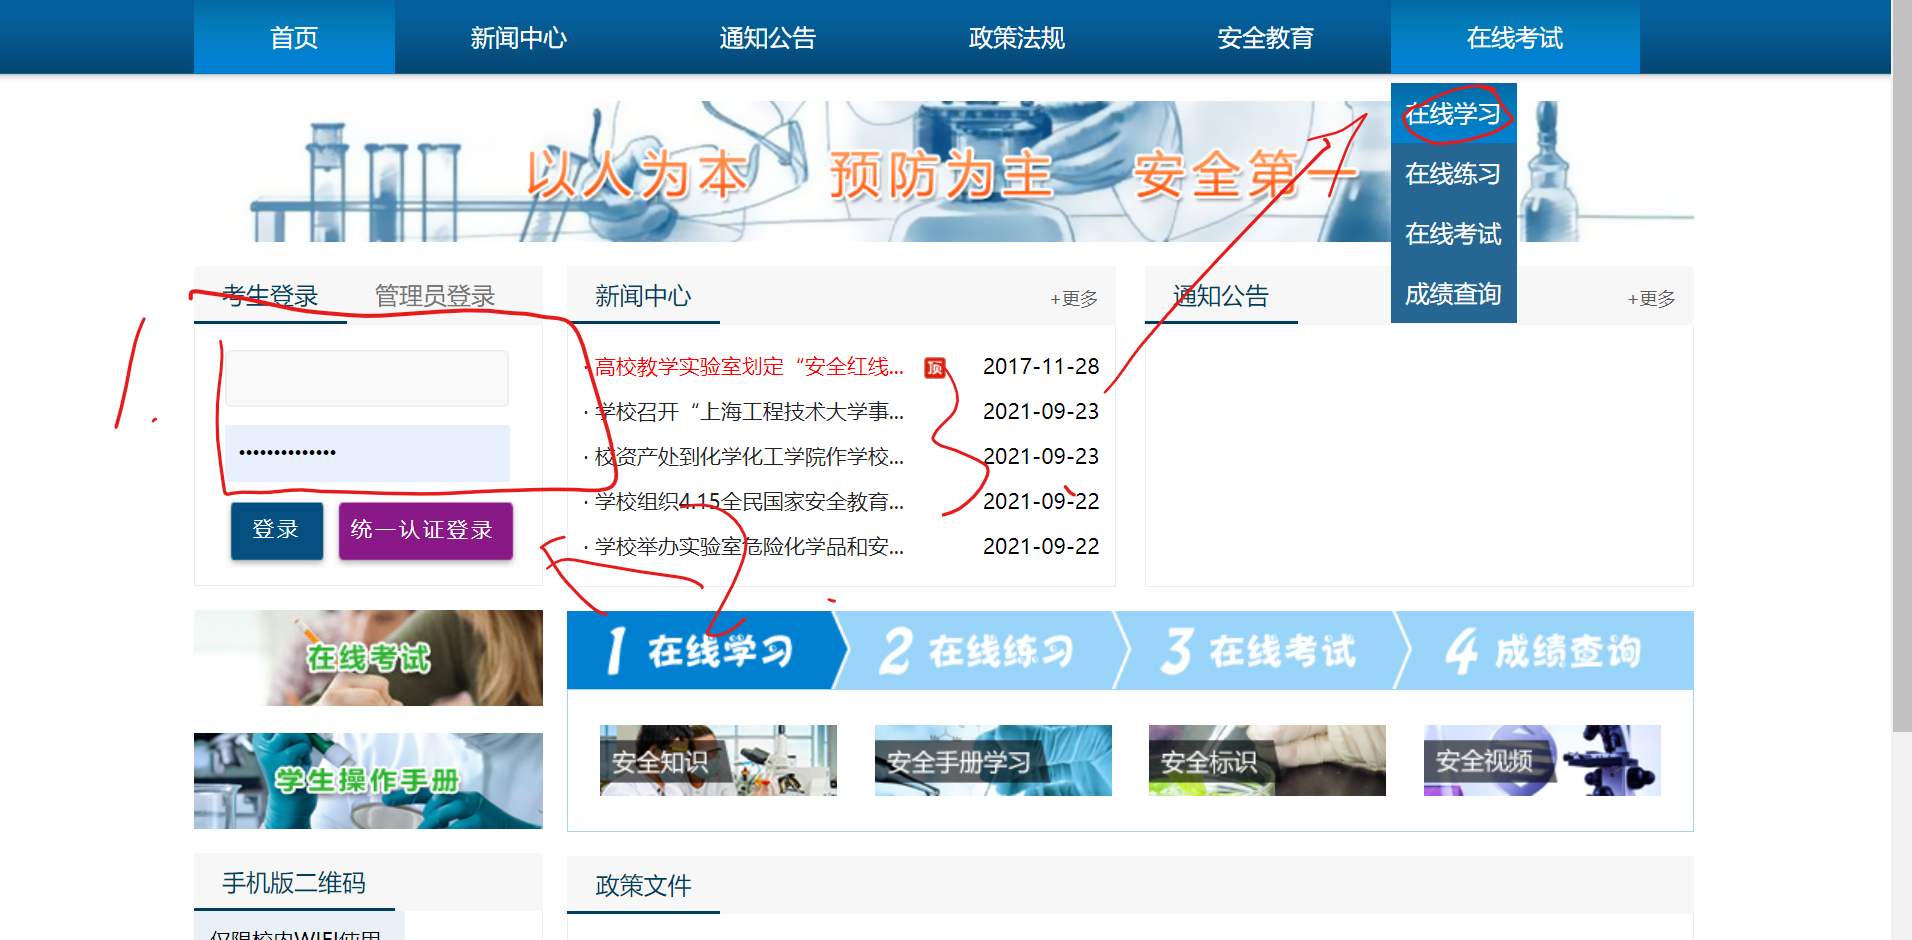 首页 新闻中心 通知公告 政策法规 安全教育 在线考试
在线学习
在线练习
在线考试
成绩查询
以人为本 预防为主 安全第一
1.
考生登录 管理员登录
••••••••••••••
登录 统一认证登录
新闻中心 +更多
· 高校教学实验室划定“安全红线... 顶 2017-11-28
· 学校召开“上海工程技术大学事... 2021-09-23
· 校资产处到化学化工学院作学校... 2021-09-23
· 学校组织4.15全民国家安全教育... 2021-09-22
· 学校举办实验室危险化学品和安... 2021-09-22
通知公告 +更多
在线考试
学生操作手册
1 在线学习 2 在线练习 3 在线考试 4 成绩查询
安全知识 安全手册学习 安全标识 安全视频
手机版二维码
仅限校内WIFI使用
政策文件